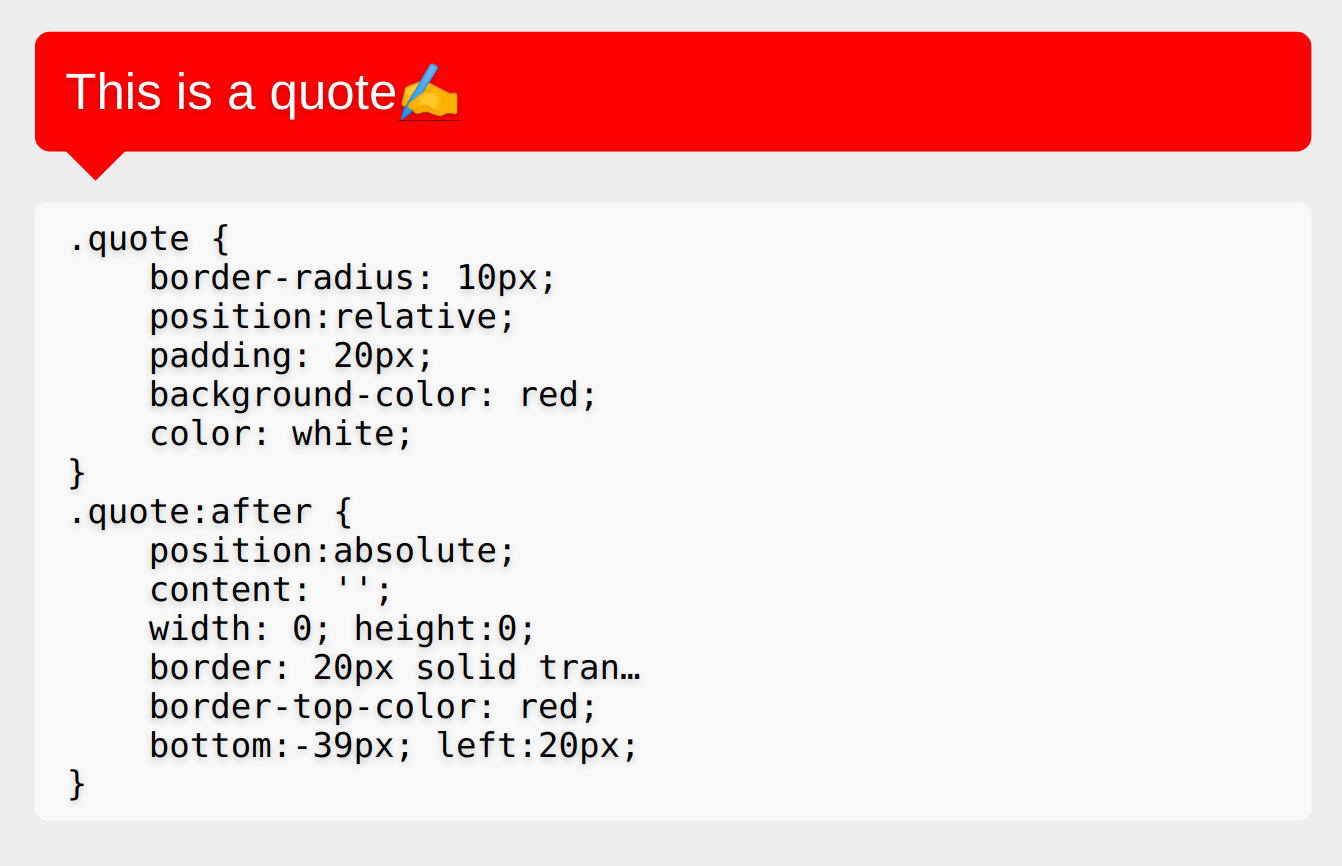 This is a quote✍️
.quote {
    border-radius: 10px;
    position:relative;
    padding: 20px;
    background-color: red;
    color: white;
}
.quote:after {
    position:absolute;
    content: '';
    width: 0; height:0;
    border: 20px solid tran…
    border-top-color: red;
    bottom:-39px; left:20px;
}